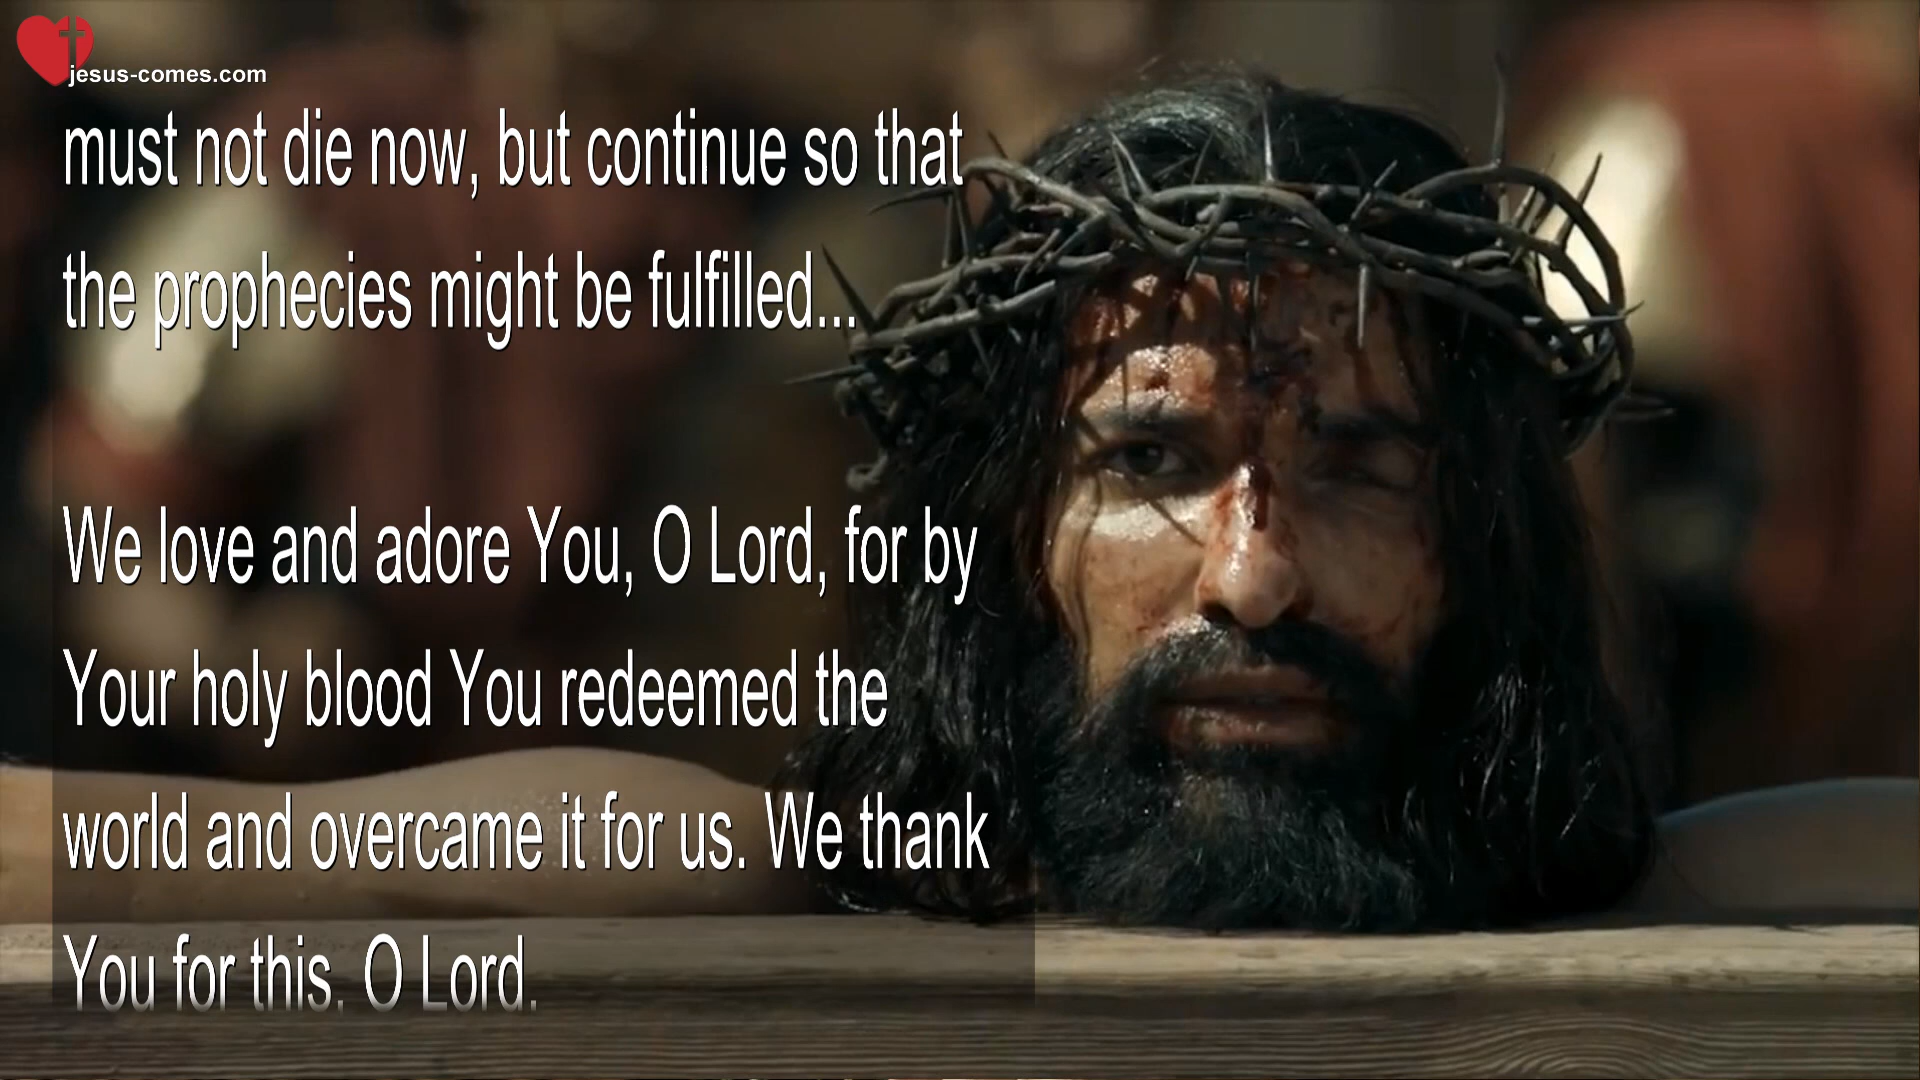 jesus-comes.com
must not die now, but continue so that
the prophecies might be fulfilled...
We love and adore You, O Lord, for by
Your holy blood You redeemed the
world and overcame it for us. We thank
You for this, O Lord.